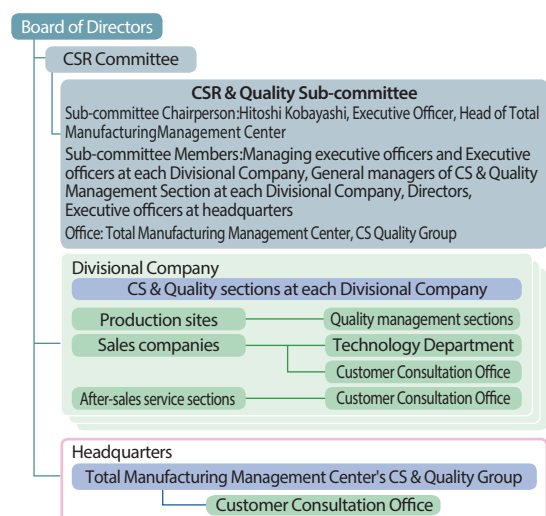 Board of Directors
CSR Committee
CSR & Quality Sub-committee
Sub-committee Chairperson:Hitoshi Kobayashi, Executive Officer, Head of Total
ManufacturingManagement Center
Sub-committee Members:Managing executive officers and Executive
officers at each Divisional Company, General managers of CS & Quality
Management Section at each Divisional Company, Directors,
Executive officers at headquarters
Office: Total Manufacturing Management Center, CS Quality Group
Divisional Company
CS & Quality sections at each Divisional Company
Production sites
Quality management sections
Sales companies
Technology Department
Customer Consultation Office
After-sales service sections
Customer Consultation Office
Headquarters
Total Manufacturing Management Center's CS & Quality Group
Customer Consultation Office